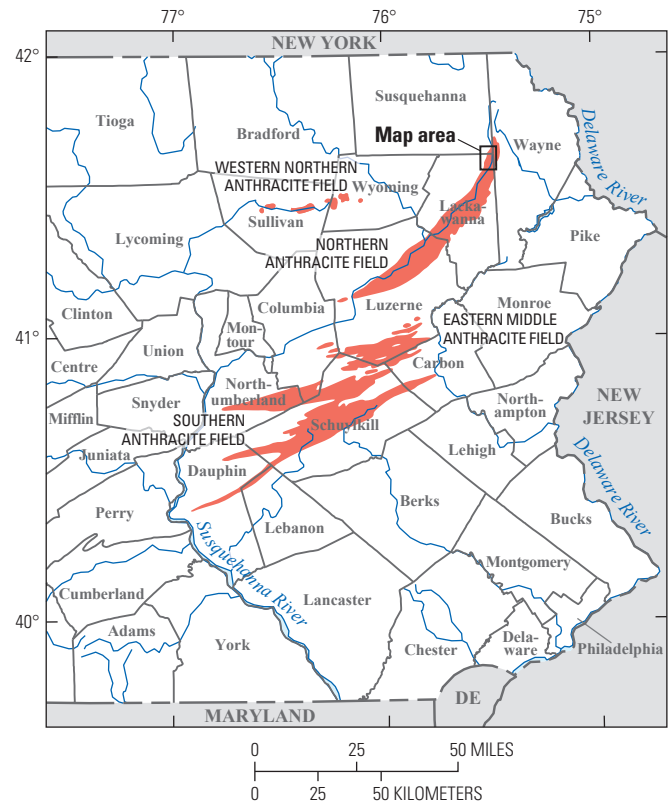 77°
76°
75°
42°
NEW YORK
Susquehanna
Tioga
Bradford
Map area
Wayne
Delaware River
WESTERN NORTHERN
ANTHRACITE FIELD
Wyoming
Lacka-
wanna
Sullivan
Lycoming
Pike
NORTHERN
ANTHRACITE FIELD
Columbia
Luzerne
Monroe
Clinton
41°
Mon-
tour
EASTERN MIDDLE
ANTHRACITE FIELD
Union
Centre
Carbon
North-
umberland
Snyder
North-
ampton
NEW
JERSEY
Mifflin
SOUTHERN
ANTHRACITE FIELD
Schuylkill
Juniata
Lehigh
Dauphin
Delaware River
Berks
Perry
Bucks
Lebanon
Susquehanna River
Montgomery
Cumberland
Lancaster
40°
Adams
York
Chester
Dela-
ware
Philadelphia
DE
MARYLAND
0 25 50 MILES
0 25 50 KILOMETERS